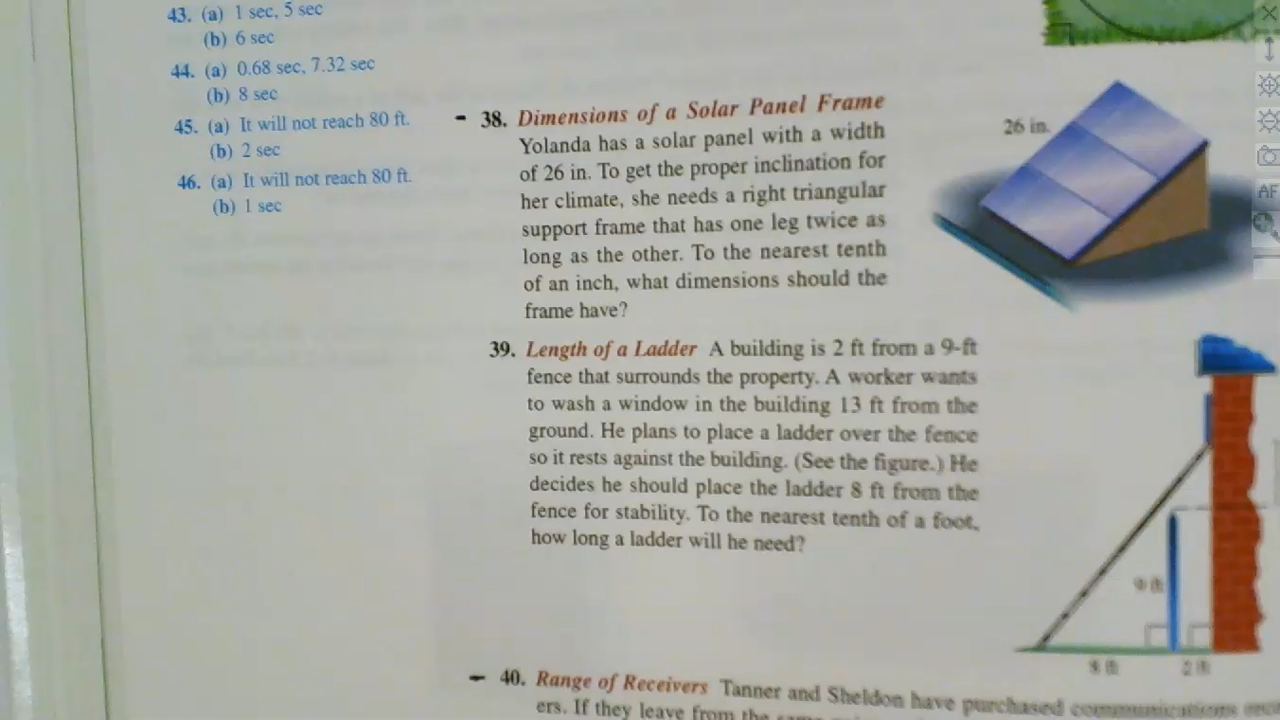 43. (a) 1 sec, 5 sec
(b) 6 sec
44. (a) 0.68 sec, 7.32 sec
(b) 8 sec
45. (a) It will not reach 80 ft.
(b) 2 sec
46. (a) It will not reach 80 ft.
(b) 1 sec
38. Dimensions of a Solar Panel Frame
Yolanda has a solar panel with a width
of 26 in. To get the proper inclination for
her climate, she needs a right triangular
support frame that has one leg twice as
long as the other. To the nearest tenth
of an inch, what dimensions should the
frame have?
26 in.
39. Length of a Ladder A building is 2 ft from a 9-ft
fence that surrounds the property. A worker wants
to wash a window in the building 13 ft from the
ground. He plans to place a ladder over the fence
so it rests against the building. (See the figure.) He
decides he should place the ladder 8 ft from the
fence for stability. To the nearest tenth of a foot,
how long a ladder will he need?
9 ft
8 ft 2 ft
40. Range of Receivers Tanner and Sheldon have purchased communications
ers. If they leave from the same
AF